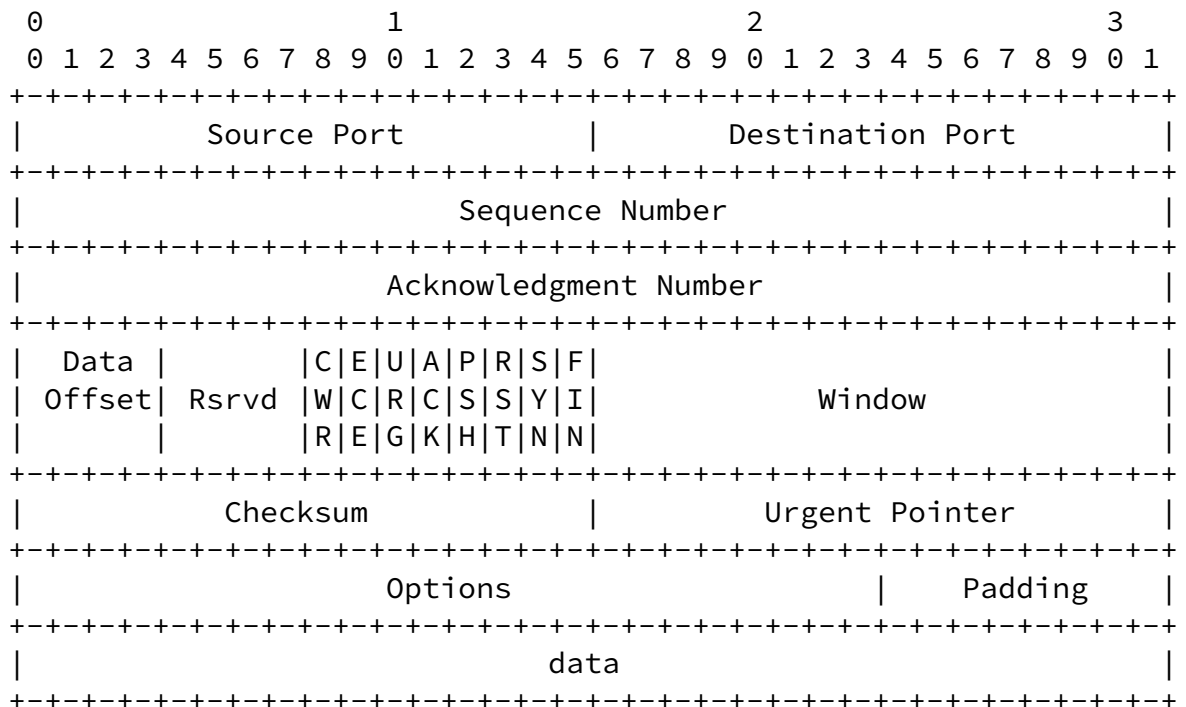 0                   1                   2                   3
 0 1 2 3 4 5 6 7 8 9 0 1 2 3 4 5 6 7 8 9 0 1 2 3 4 5 6 7 8 9 0 1
+-+-+-+-+-+-+-+-+-+-+-+-+-+-+-+-+-+-+-+-+-+-+-+-+-+-+-+-+-+-+-+-+
|          Source Port          |       Destination Port        |
+-+-+-+-+-+-+-+-+-+-+-+-+-+-+-+-+-+-+-+-+-+-+-+-+-+-+-+-+-+-+-+-+
|                        Sequence Number                        |
+-+-+-+-+-+-+-+-+-+-+-+-+-+-+-+-+-+-+-+-+-+-+-+-+-+-+-+-+-+-+-+-+
|                    Acknowledgment Number                      |
+-+-+-+-+-+-+-+-+-+-+-+-+-+-+-+-+-+-+-+-+-+-+-+-+-+-+-+-+-+-+-+-+
|  Data |       |C|E|U|A|P|R|S|F|                               |
| Offset| Rsrvd |W|C|R|C|S|S|Y|I|            Window             |
|       |       |R|E|G|K|H|T|N|N|                               |
+-+-+-+-+-+-+-+-+-+-+-+-+-+-+-+-+-+-+-+-+-+-+-+-+-+-+-+-+-+-+-+-+
|           Checksum            |         Urgent Pointer        |
+-+-+-+-+-+-+-+-+-+-+-+-+-+-+-+-+-+-+-+-+-+-+-+-+-+-+-+-+-+-+-+-+
|                    Options                    |    Padding    |
+-+-+-+-+-+-+-+-+-+-+-+-+-+-+-+-+-+-+-+-+-+-+-+-+-+-+-+-+-+-+-+-+
|                             data                              |
+-+-+-+-+-+-+-+-+-+-+-+-+-+-+-+-+-+-+-+-+-+-+-+-+-+-+-+-+-+-+-+-+